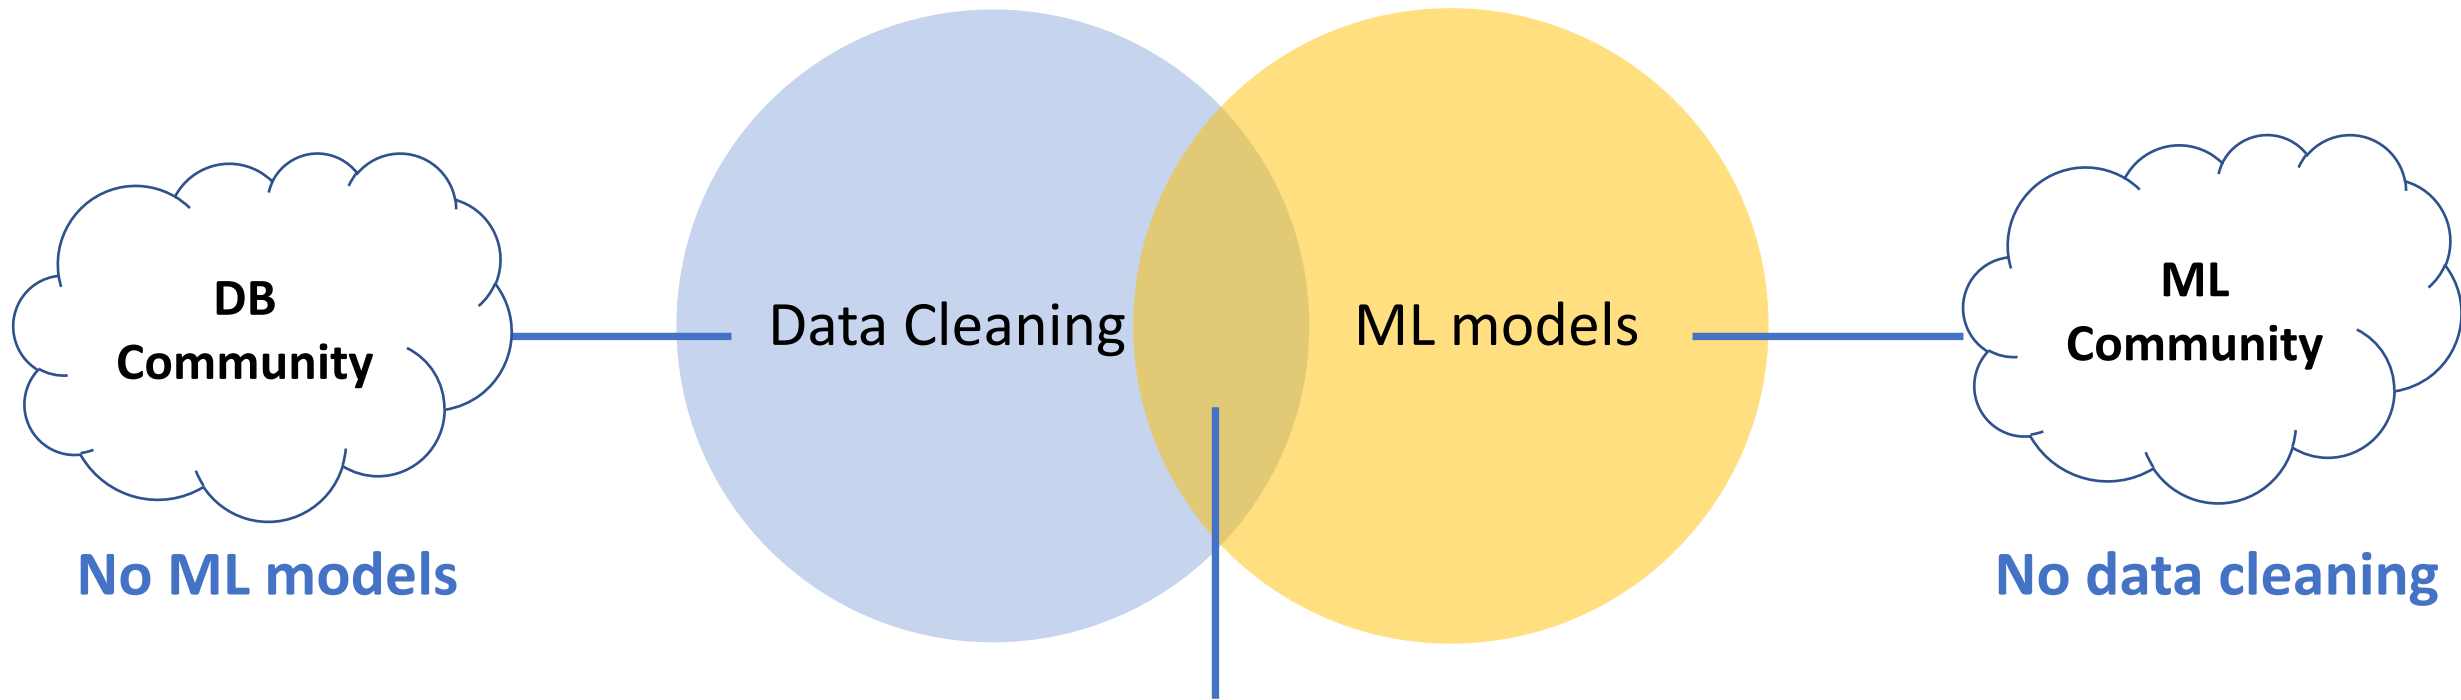 DB
Community
No ML models
Data Cleaning
ML models
ML
Community
No data cleaning